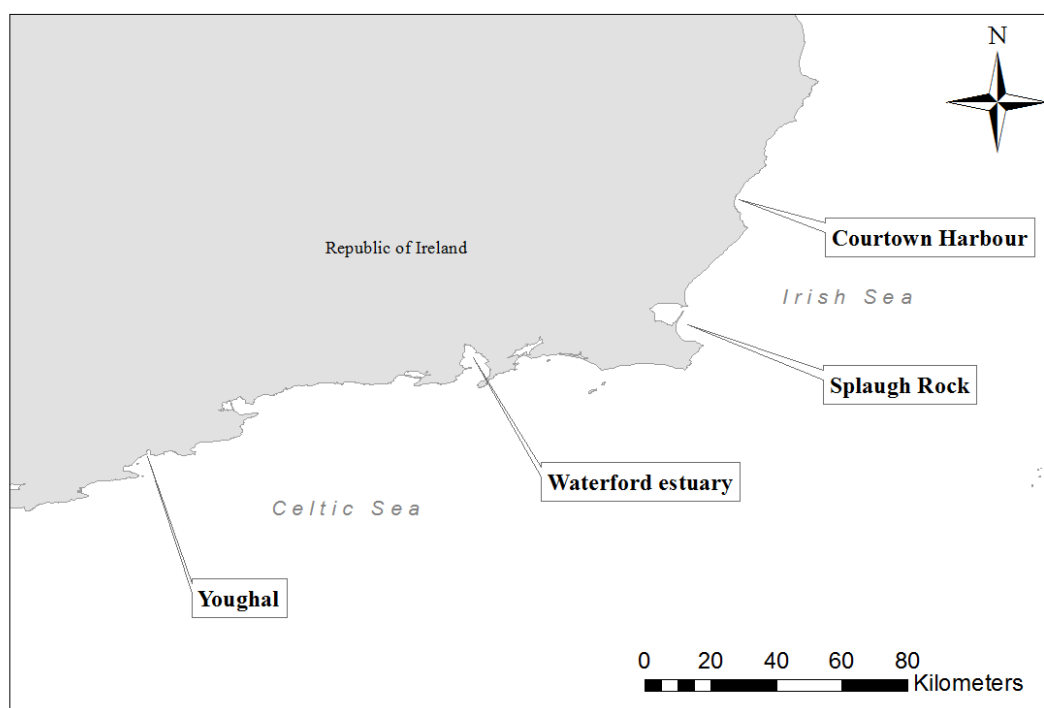 N
Courtown Harbour
Republic of Ireland
Irish Sea
Splaugh Rock
Waterford estuary
Celtic Sea
Youghal
0 20 40 60 80
Kilometers